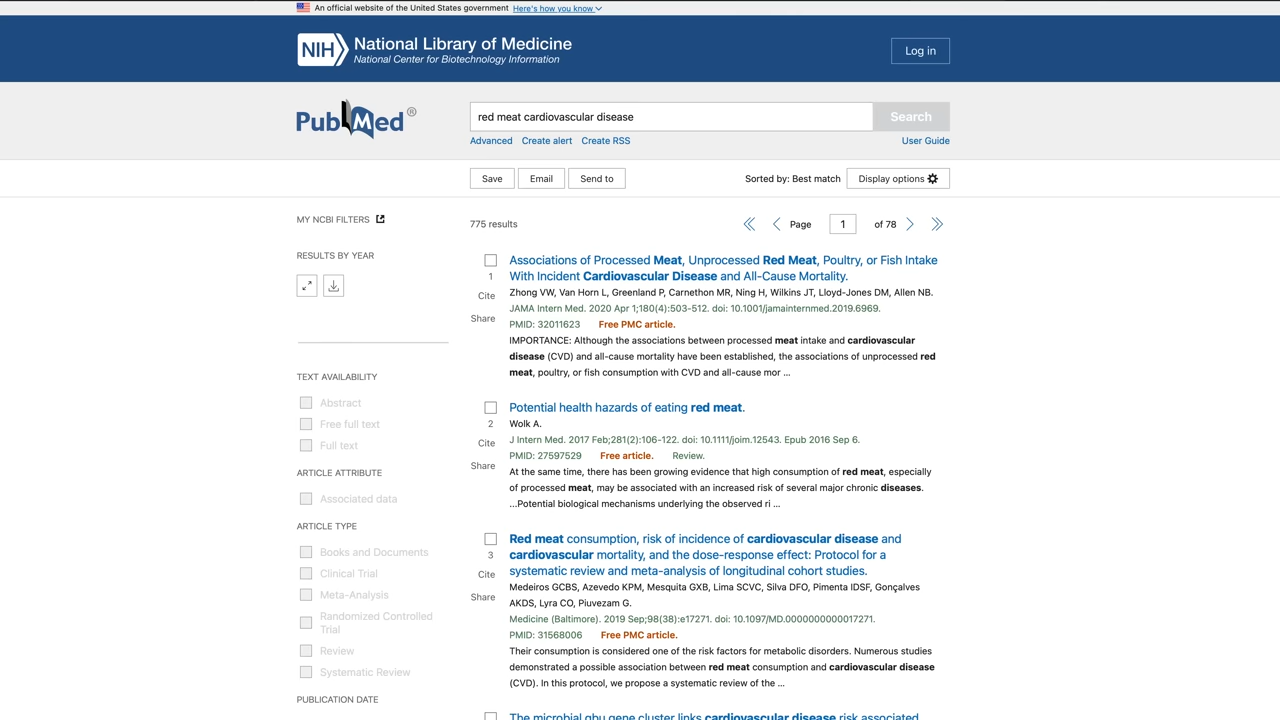 An official website of the United States government Here's how you know
NIH National Library of Medicine
National Center for Biotechnology Information
Log in
PubMed®
red meat cardiovascular disease
Search
Advanced Create alert Create RSS User Guide
Save Email Send to Sorted by: Best match Display options
MY NCBI FILTERS
775 results
Page 1 of 78
RESULTS BY YEAR
TEXT AVAILABILITY
Abstract
Free full text
Full text
ARTICLE ATTRIBUTE
Associated data
ARTICLE TYPE
Books and Documents
Clinical Trial
Meta-Analysis
Randomized Controlled
Trial
Review
Systematic Review
PUBLICATION DATE
1
Cite
Share
Associations of Processed Meat, Unprocessed Red Meat, Poultry, or Fish Intake
With Incident Cardiovascular Disease and All-Cause Mortality.
Zhong VW, Van Horn L, Greenland P, Carnethon MR, Ning H, Wilkins JT, Lloyd-Jones DM, Allen NB.
JAMA Intern Med. 2020 Apr 1;180(4):503-512. doi: 10.1001/jamainternmed.2019.6969.
PMID: 32011623 Free PMC article.
IMPORTANCE: Although the associations between processed meat intake and cardiovascular
disease (CVD) and all-cause mortality have been established, the associations of unprocessed red
meat, poultry, or fish consumption with CVD and all-cause mor ...
2
Cite
Share
Potential health hazards of eating red meat.
Wolk A.
J Intern Med. 2017 Feb;281(2):106-122. doi: 10.1111/joim.12543. Epub 2016 Sep 6.
PMID: 27597529 Free article. Review.
At the same time, there has been growing evidence that high consumption of red meat, especially
of processed meat, may be associated with an increased risk of several major chronic diseases.
...Potential biological mechanisms underlying the observed ri ...
3
Cite
Share
Red meat consumption, risk of incidence of cardiovascular disease and
cardiovascular mortality, and the dose-response effect: Protocol for a
systematic review and meta-analysis of longitudinal cohort studies.
Medeiros GCBS, Azevedo KPM, Mesquita GXB, Lima SCVC, Silva DFO, Pimenta IDSF, Gonçalves
AKDS, Lyra CO, Piuvezam G.
Medicine (Baltimore). 2019 Sep;98(38):e17271. doi: 10.1097/MD.0000000000017271.
PMID: 31568006 Free PMC article.
Their consumption is considered one of the risk factors for metabolic disorders. Numerous studies
demonstrated a possible association between red meat consumption and cardiovascular disease
(CVD). In this protocol, we propose a systematic review of the ...
The microbial gbu gene cluster links cardiovascular disease risk associated